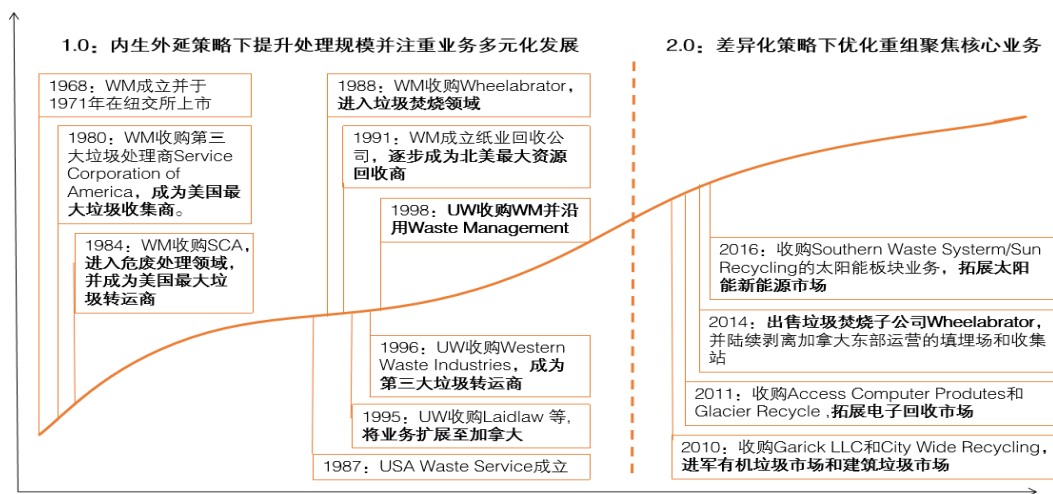 1.0：内生外延策略下提升处理规模并注重业务多元化发展
2.0：差异化策略下优化重组聚焦核心业务
1968：WM成立并于
1971年在纽交所上市
1980：WM收购第三
大垃圾处理商Service
Corporation of
America，成为美国最
大垃圾收集商。
1984：WM收购SCA，
进入危废处理领域，
并成为美国最大垃
圾转运商
1988：WM收购Wheelabrator，
进入垃圾焚烧领域
1991：WM成立纸业回收公
司，逐步成为北美最大资源
回收商
1998：UW收购WM并沿
用Waste Management
1996：UW收购Western
Waste Industries，成为
第三大垃圾转运商
1995：UW收购Laidlaw 等，
将业务扩展至加拿大
1987：USA Waste Service成立
2016：收购Southern Waste Systerm/Sun
Recycling的太阳能板块业务，拓展太阳
能新能源市场
2014：出售垃圾焚烧子公司Wheelabrator，
并陆续剥离加拿大东部运营的填埋场和收集
站
2011：收购Access Computer Produtes和
Glacier Recycle ,拓展电子回收市场
2010：收购Garick LLC和City Wide Recycling，
进军有机垃圾市场和建筑垃圾市场